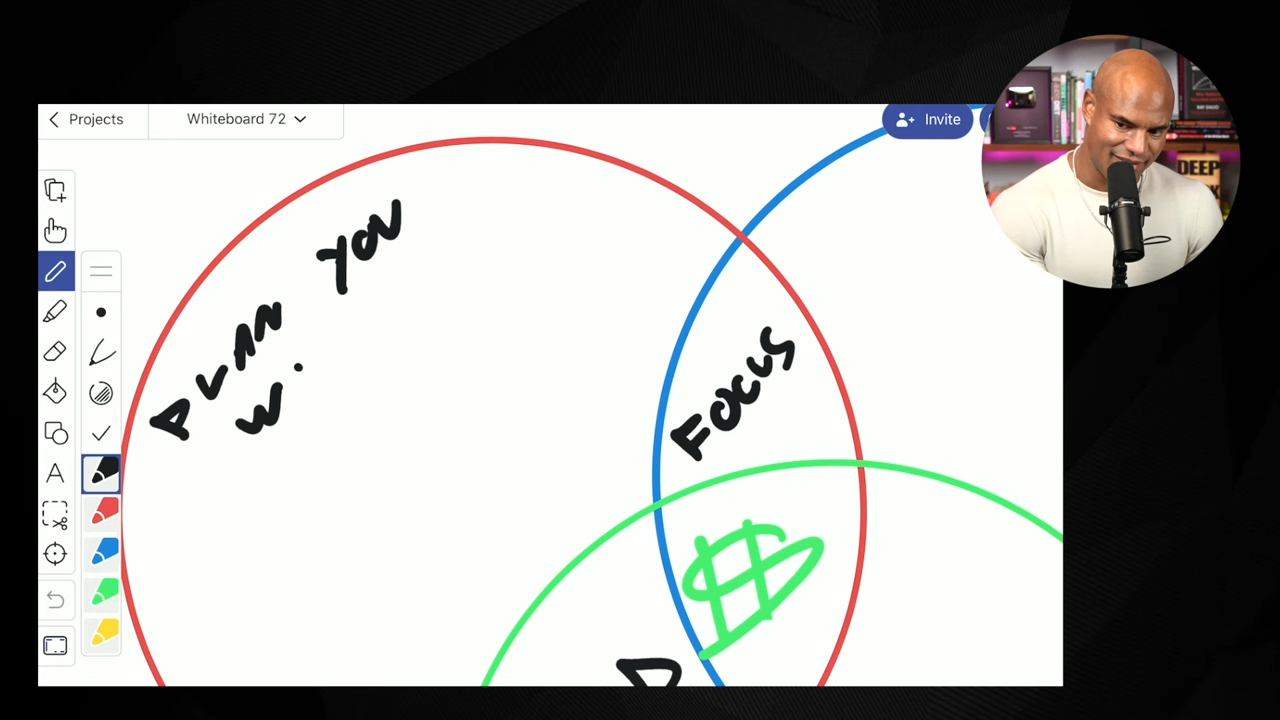 Projects
Whiteboard 72
Invite
PLAN YOU
W
FOCUS
$
A
DEEP